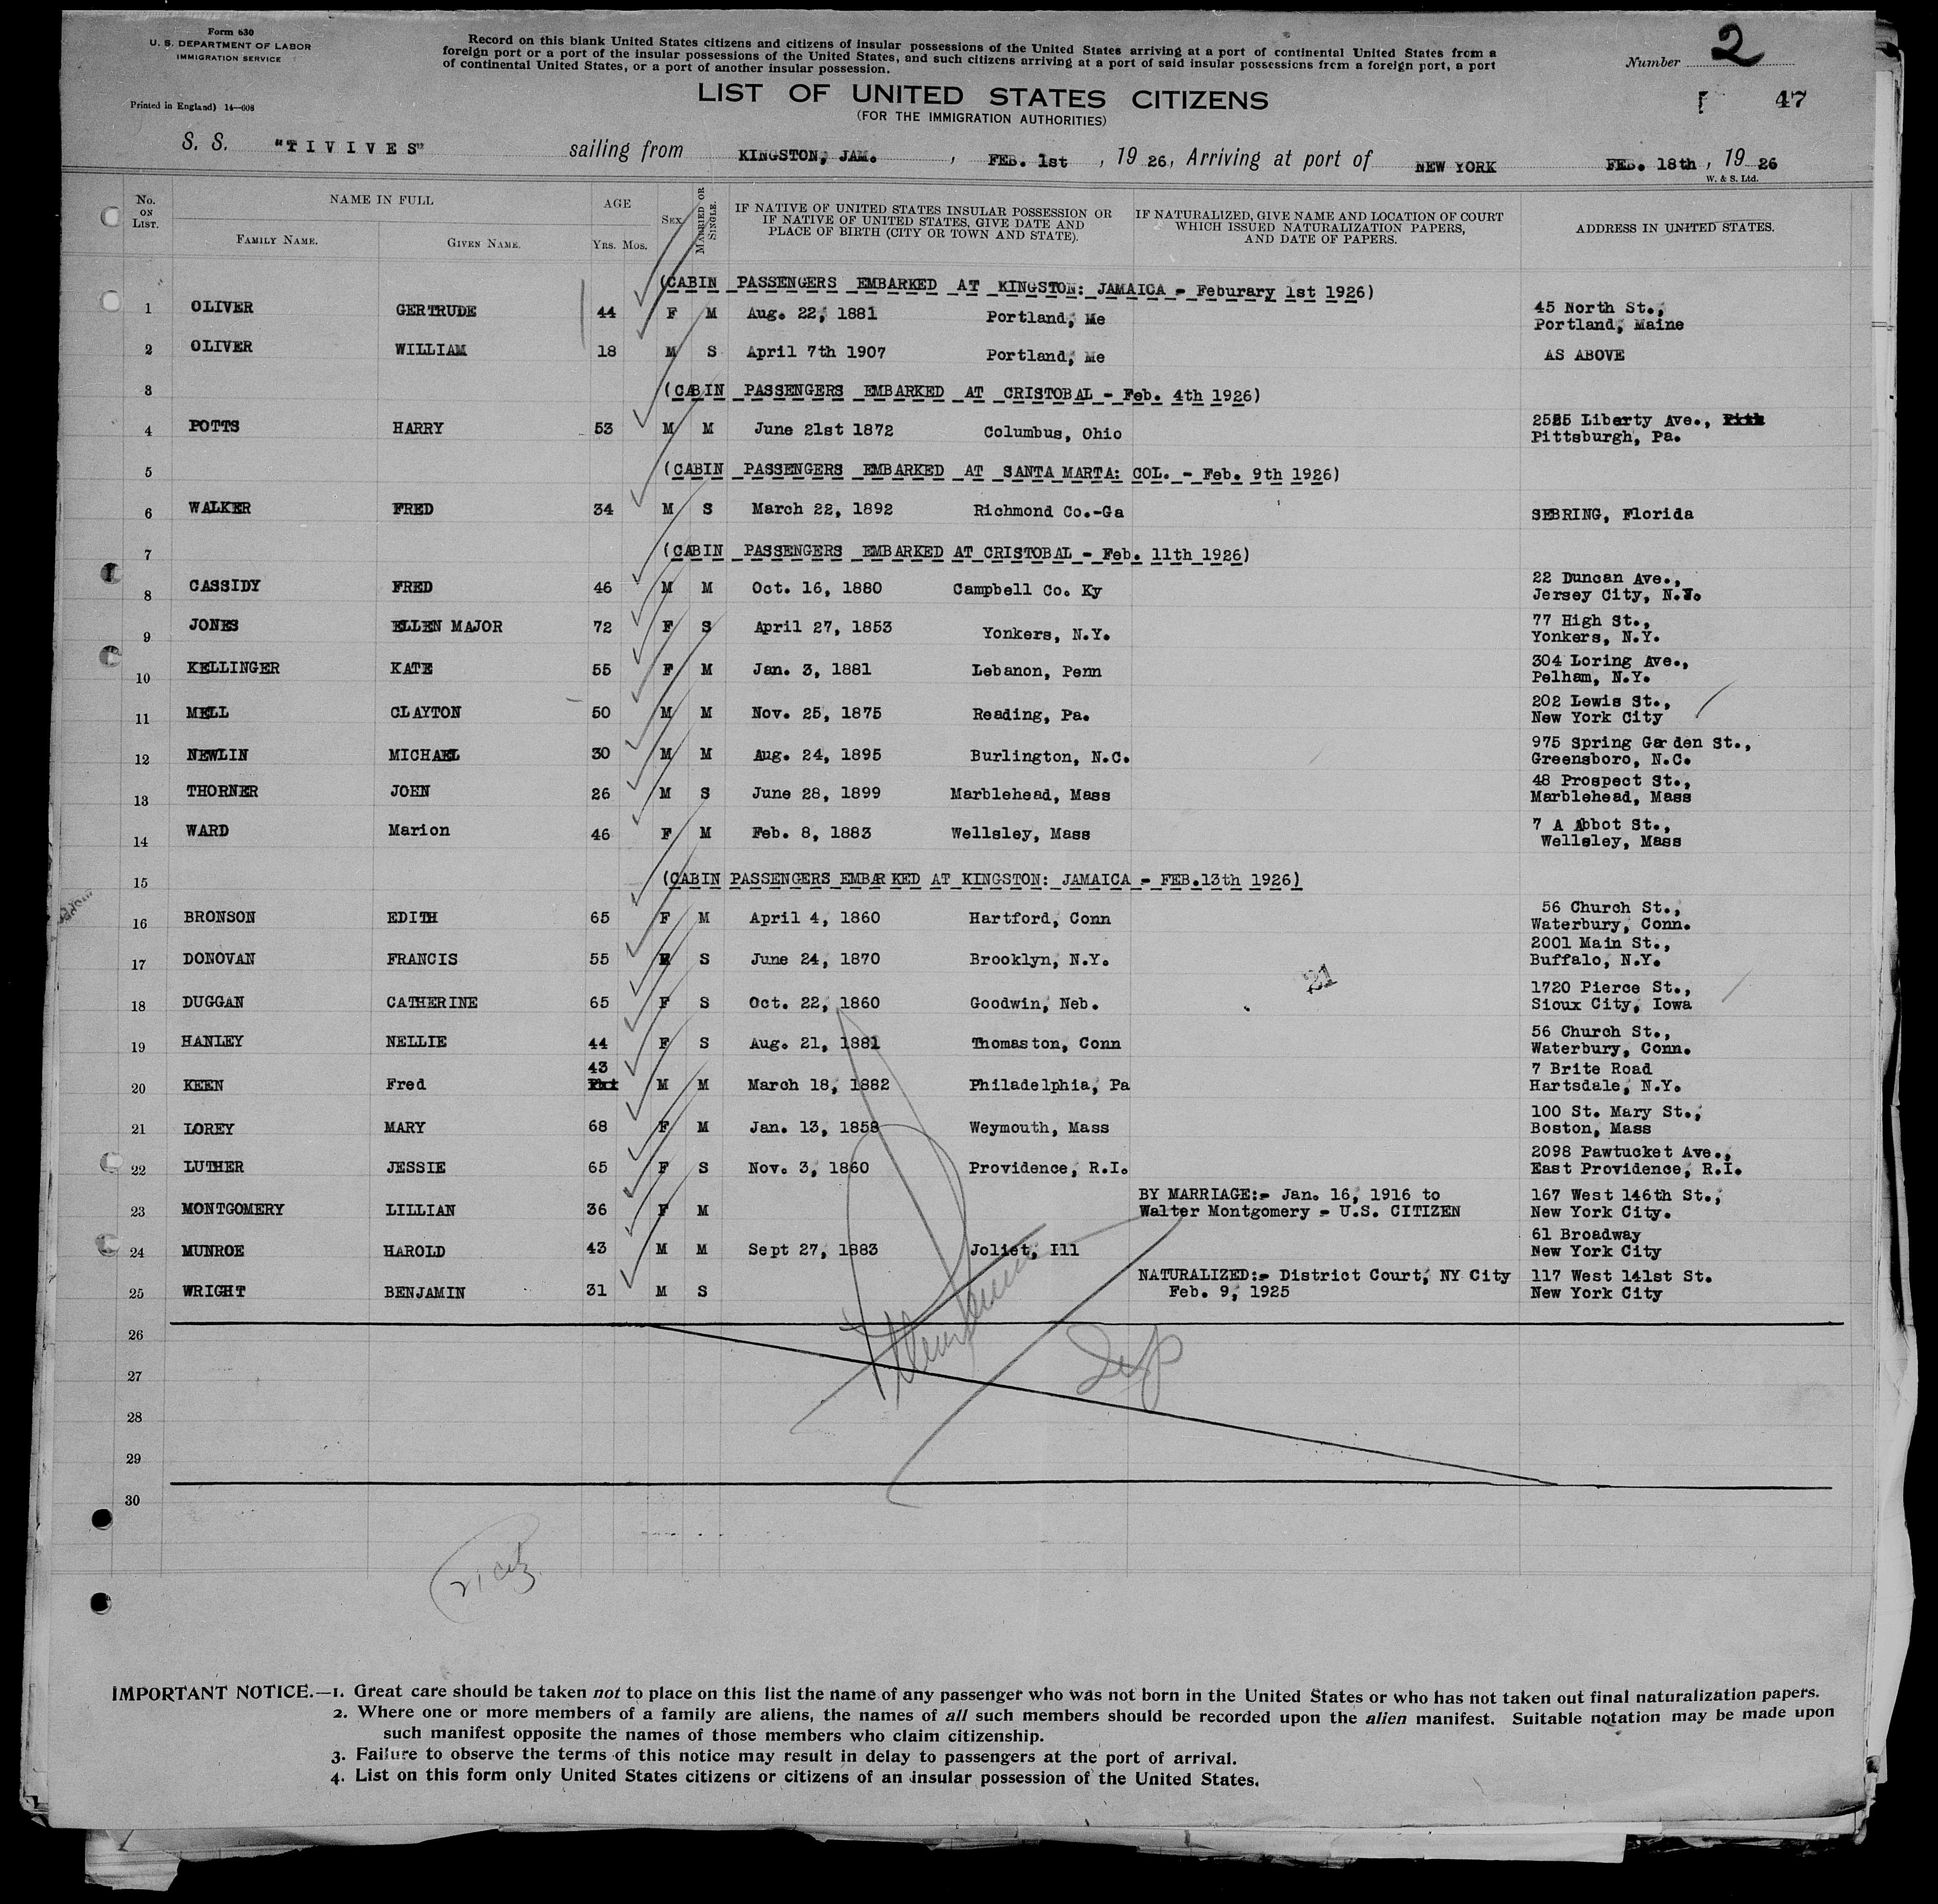 Form 630
U. S. DEPARTMENT OF LABOR
IMMIGRATION SERVICE
Printed in England) 14—608
Record on this blank United States citizens and citizens of insular possessions of the United States arriving at a port of continental United States from a
foreign port or a part of the insular possessions of the United States, and such citizens arriving at a port of said insular possessions from a foreign port, a port
of continental United States, or a port of another insular possession.
Number 2
LIST OF UNITED STATES CITIZENS
(FOR THE IMMIGRATION AUTHORITIES)
47
S. S. "TIVIVES" sailing from KINGSTON, JAM. , FEB. 1st , 19 26, Arriving at port of NEW YORK FEB. 18th, 19 26
W. & S. Ltd.
No. ON LIST. NAME IN FULL AGE SEX MARRIED OR SINGLE. IF NATIVE OF UNITED STATES INSULAR POSSESSION OR IF NATIVE OF UNITED STATES, GIVE DATE AND PLACE OF BIRTH (CITY OR TOWN AND STATE). IF NATURALIZED, GIVE NAME AND LOCATION OF COURT WHICH ISSUED NATURALIZATION PAPERS, AND DATE OF PAPERS. ADDRESS IN UNITED STATES.
FAMILY NAME. GIVEN NAME. YRS. MOS.
(CABIN PASSENGERS EMBARKED AT KINGSTON: JAMAICA - Feburary 1st 1926)
1 OLIVER GERTRUDE 44 F M Aug. 22, 1881 Portland, Me 45 North St., Portland, Maine
2 OLIVER WILLIAM 18 M S April 7th 1907 Portland, Me AS ABOVE
3 (CABIN PASSENGERS EMBARKED AT CRISTOBAL - Feb. 4th 1926)
4 POTTS HARRY 53 M M June 21st 1872 Columbus, Ohio Liberty Ave., Pittsburgh, Pa.
5 (CABIN PASSENGERS EMBARKED AT SANTA MARTA: COL. - Feb. 9th 1926)
6 WALKER FRED 34 M S March 22, 1892 Richmond Co.-Ga SEBRING, Florida
7 (CABIN PASSENGERS EMBARKED AT CRISTOBAL - Feb. 11th 1926)
8 CASSIDY FRED 46 M M Oct. 16, 1880 Campbell Co. Ky 22 Duncan Ave., Jersey City, N.J.
9 JONES ELLEN MAJOR 72 F S April 27, 1853 Yonkers, N.Y. 77 High St., Yonkers, N.Y.
10 KELLINGER KATE 55 F M Jan. 3, 1881 Lebanon, Penn 304 Loring Ave., Pelham, N.Y.
11 MELL CLAYTON 50 M M Nov. 25, 1875 Reading, Pa. 202 Lewis St., New York City
12 NEWLIN MICHAEL 30 M M Aug. 24, 1895 Burlington, N.C. 975 Spring Garden St., Greensboro, N.C.
13 THORNER JOHN 26 M S June 28, 1899 Marblehead, Mass 48 Prospect St., Marblehead, Mass
14 WARD Marion 46 F M Feb. 8, 1883 Wellsley, Mass 7 A Abbot St., Wellsley, Mass
15 (CABIN PASSENGERS EMBARKED AT KINGSTON: JAMAICA - FEB.13th 1926)
16 BRONSON EDITH 65 F M April 4, 1860 Hartford, Conn 56 Church St., Waterbury, Conn.
17 DONOVAN FRANCIS 55 S June 24, 1870 Brooklyn, N.Y. 2001 Main St., Buffalo, N.Y.
21
18 DUGGAN CATHERINE 65 F S Oct. 22, 1860 Goodwin, Neb. 1720 Pierce St., Sioux City, Iowa
19 HANLEY NELLIE 44 F S Aug. 21, 1881 Thomaston, Conn 56 Church St., Waterbury, Conn.
20 KEEN Fred 43 M M March 18, 1882 Philadelphia, Pa 7 Brite Road Hartsdale, N.Y.
21 LOREY MARY 68 F M Jan. 13, 1858 Weymouth, Mass 100 St. Mary St., Boston, Mass
22 LUTHER JESSIE 65 F S Nov. 3, 1860 Providence, R.I. 2098 Pawtucket Ave., East Providence, R.I.
23 MONTGOMERY LILLIAN 36 F M BY MARRIAGE:- Jan. 16, 1916 to Walter Montgomery - U.S. CITIZEN 167 West 146th St., New York City.
24 MUNROE HAROLD 43 M M Sept 27, 1883 Joliet, Ill 61 Broadway New York City
25 WRIGHT BENJAMIN 31 M S NATURALIZED:- District Court, NY City Feb. 9, 1925 117 West 141st St. New York City
26
27
28
29
30
IMPORTANT NOTICE.—1. Great care should be taken not to place on this list the name of any passenger who was not born in the United States or who has not taken out final naturalization papers.
2. Where one or more members of a family are aliens, the names of all such members should be recorded upon the alien manifest. Suitable notation may be made upon
such manifest opposite the names of those members who claim citizenship.
3. Failure to observe the terms of this notice may result in delay to passengers at the port of arrival.
4. List on this form only United States citizens or citizens of an insular possession of the United States.